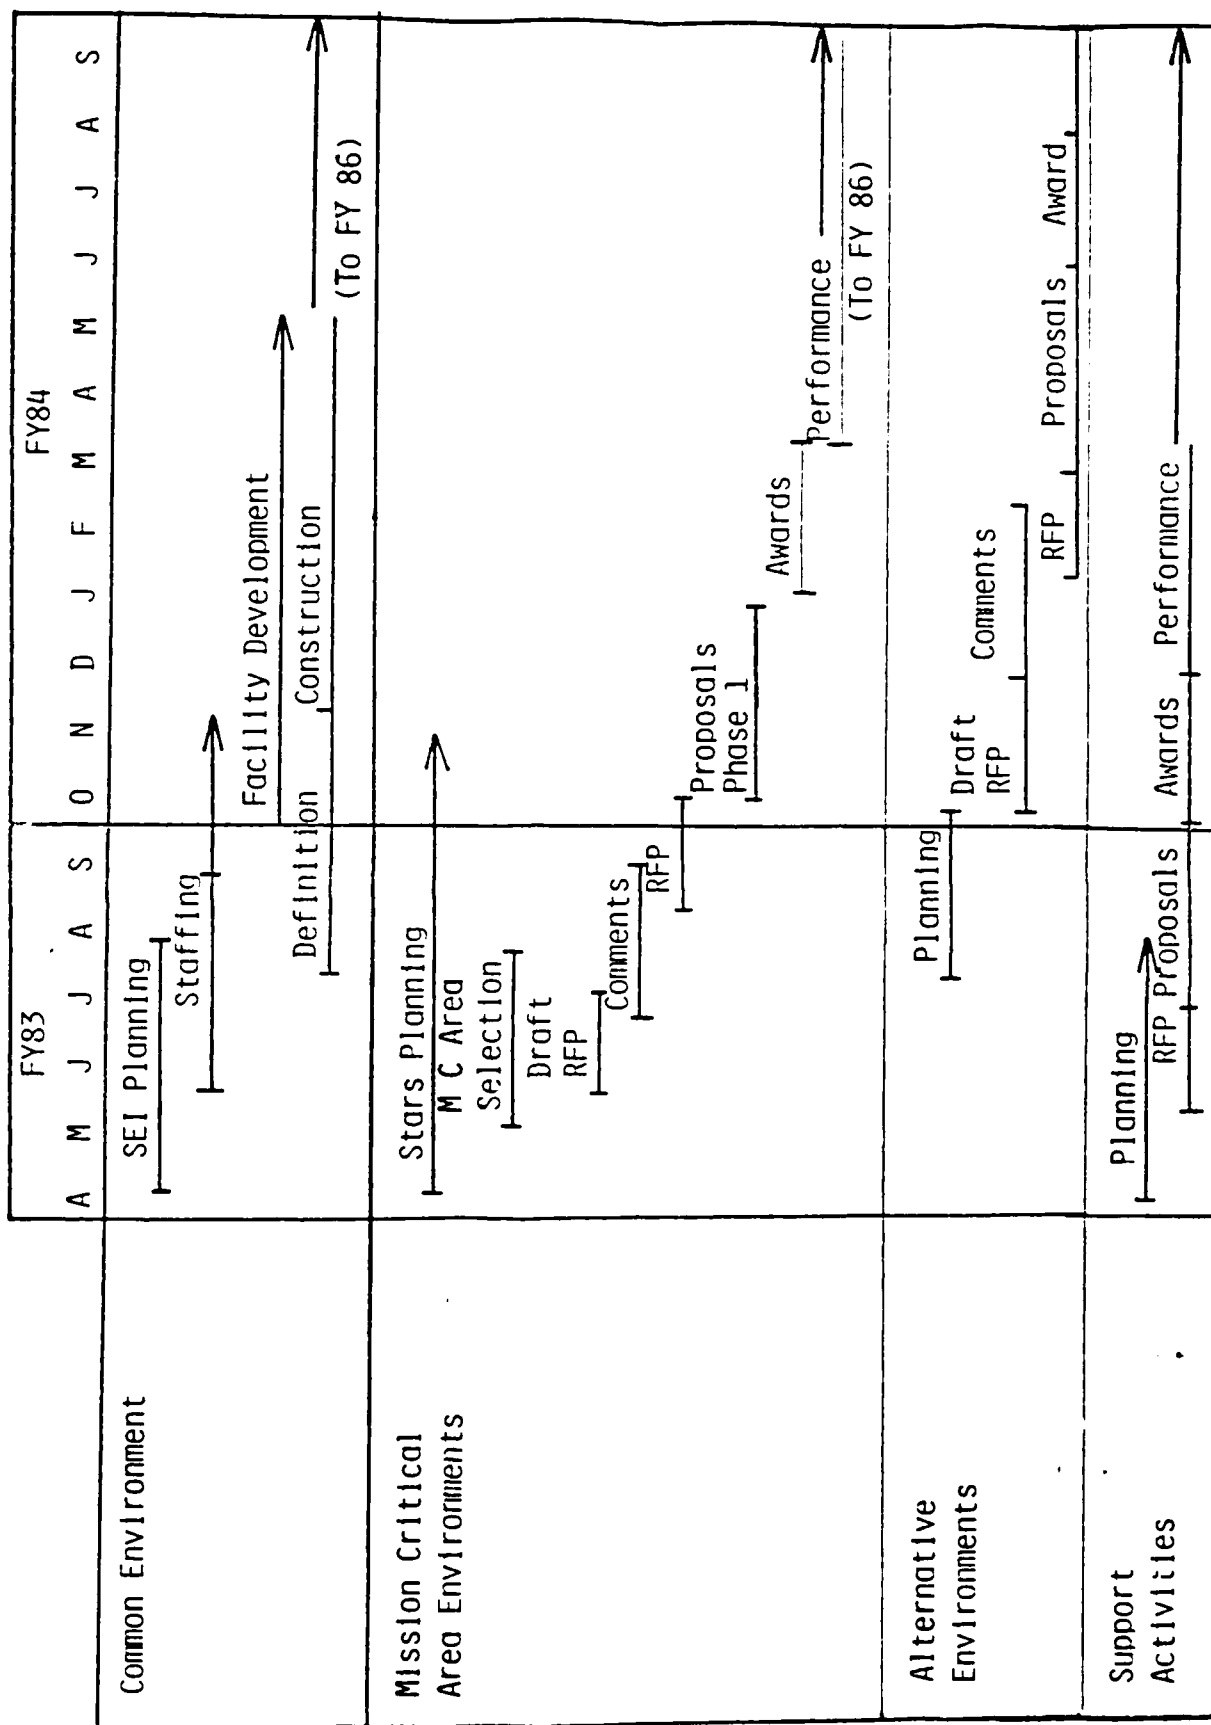 FY83 FY84
A M J J A S O N D J F M A M J J A S
Common Environment
SEI Planning
Staffing
Facility Development
Definition Construction
(To FY 86)
Mission Critical
Area Environments
Stars Planning
M C Area
Selection
Draft
RFP
Comments
RFP
Proposals
Phase 1
Awards
Performance
(To FY 86)
Alternative
Environments
Planning
Draft
RFP
Comments
RFP Proposals Award
Support
Activities
Planning
RFP Proposals Awards Performance